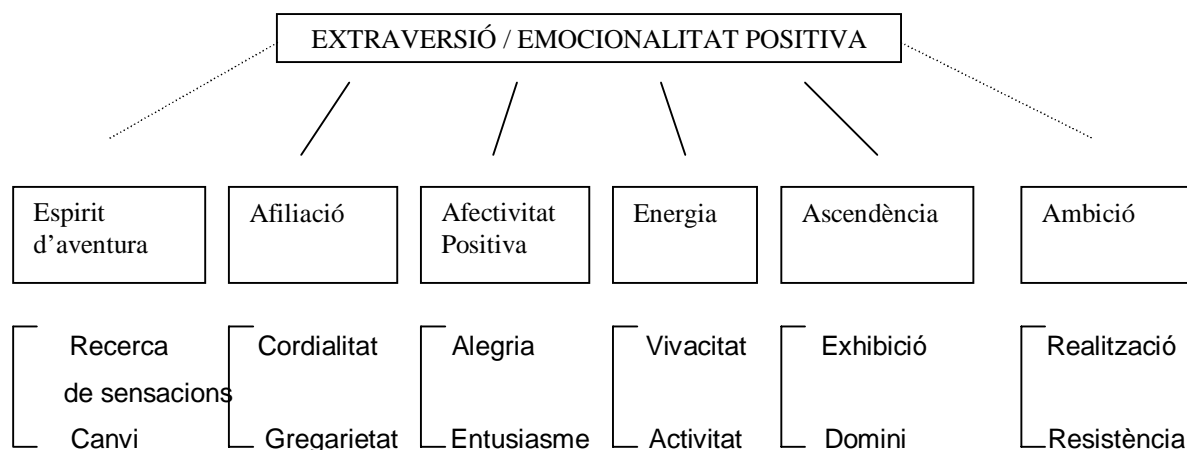 EXTRAVERSIÓ / EMOCIONALITAT POSITIVA
Espirit
d’aventura
Afiliació
Afectivitat
Positiva
Energia
Ascendència
Ambició
Recerca
de sensacions
Canvi
Cordialitat
Gregarietat
Alegria
Entusiasme
Vivacitat
Activitat
Exhibició
Domini
Realització
Resistència